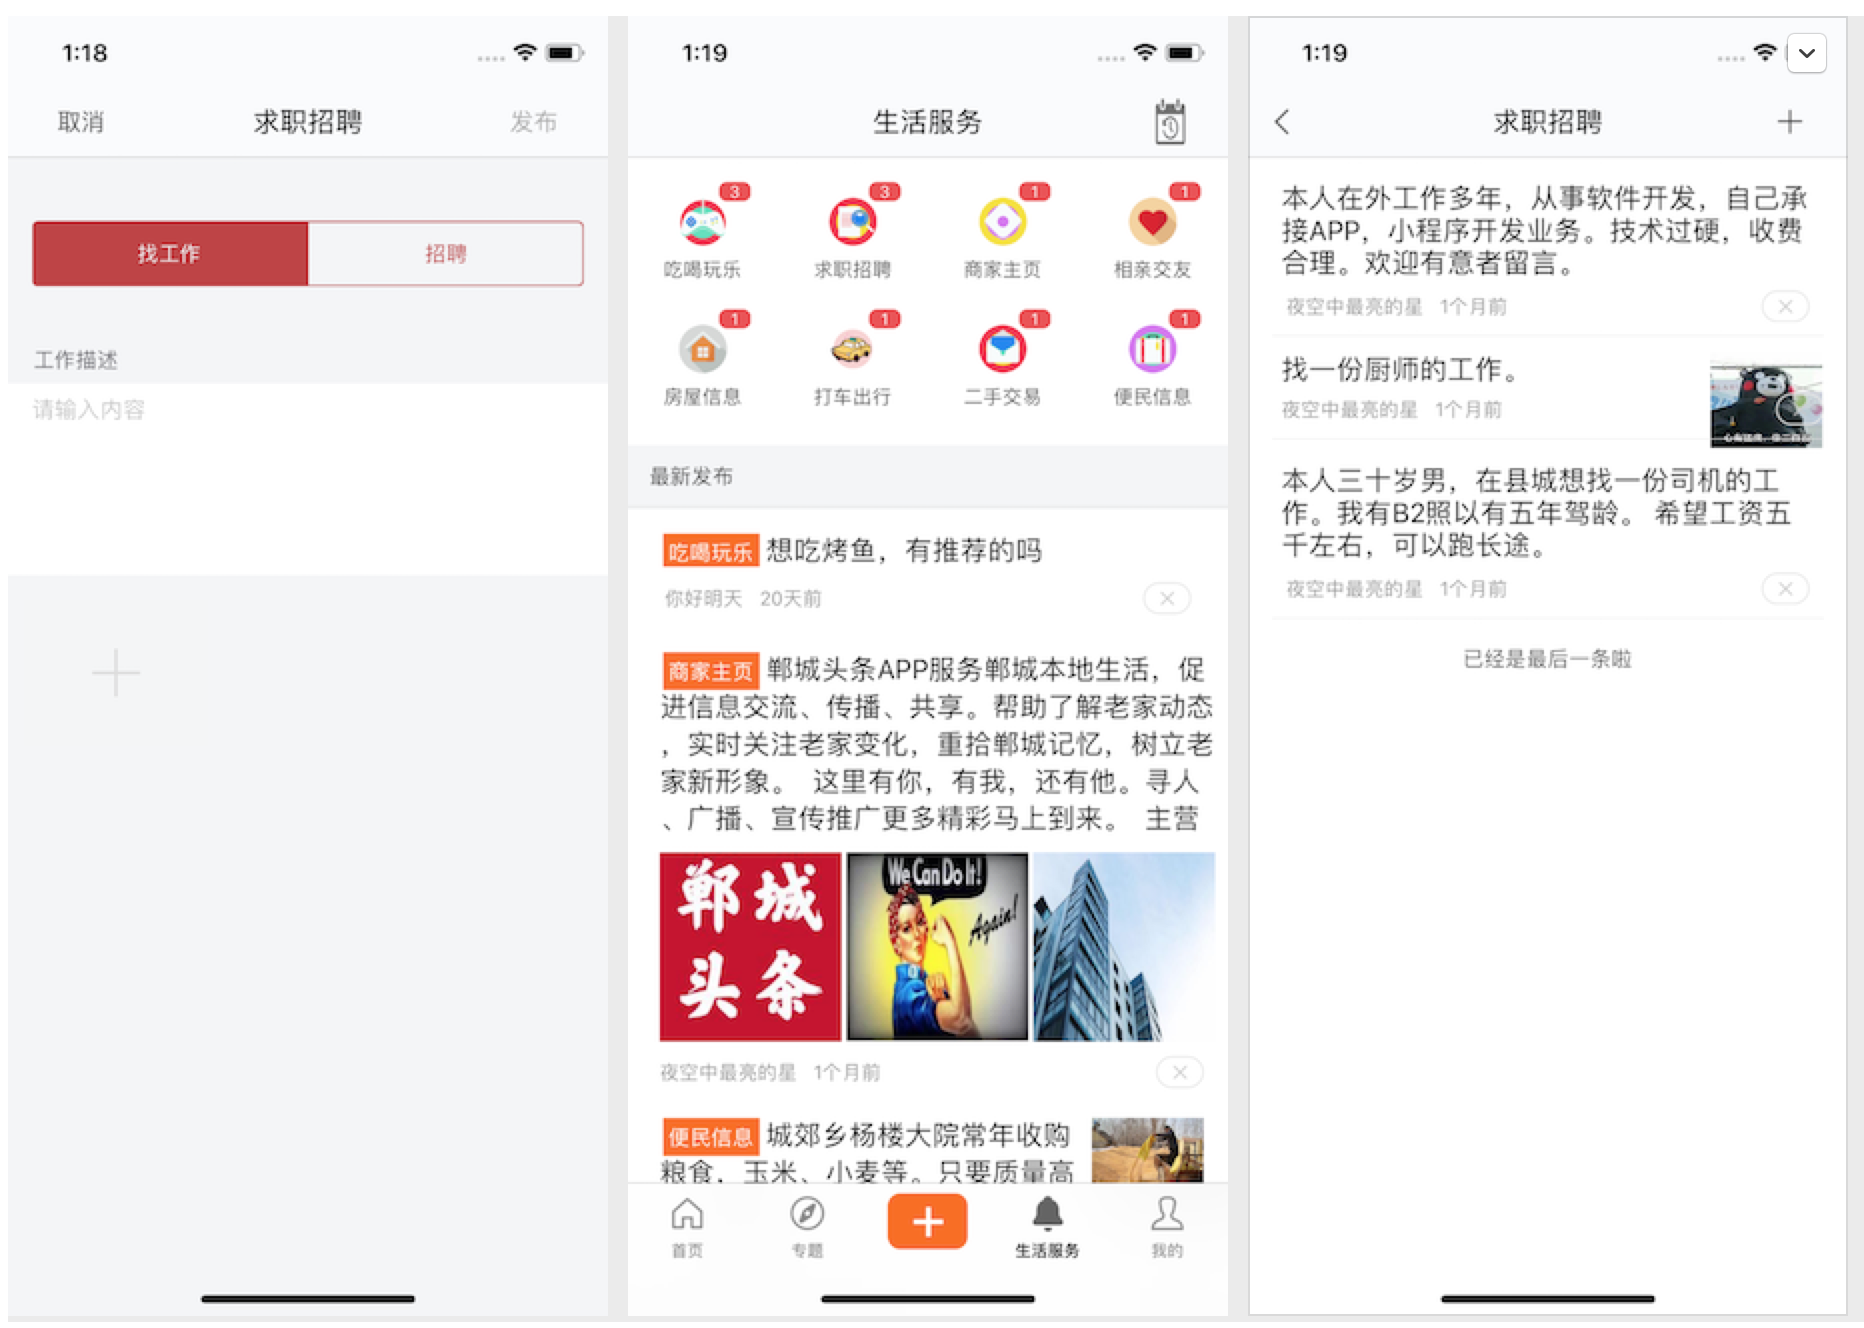 1:18
取消
求职招聘
发布
找工作
招聘
工作描述
请输入内容
1:19
生活服务
3
3
1
1
吃喝玩乐
求职招聘
商家主页
相亲交友
1
1
1
1
房屋信息
打车出行
二手交易
便民信息
最新发布
吃喝玩乐 想吃烤鱼，有推荐的吗
你好明天 20天前
商家主页 郸城头条APP服务郸城本地生活，促
进信息交流、传播、共享。帮助了解老家动态
，实时关注老家变化，重拾郸城记忆，树立老
家新形象。 这里有你，有我，还有他。寻人
、广播、宣传推广更多精彩马上到来。 主营
郸城
头条
We Can Do It!
Again!
夜空中最亮的星 1个月前
便民信息 城郊乡杨楼大院常年收购
粮食，玉米、小麦等。只要质量高
首页
专题
生活服务
我的
1:19
求职招聘
本人在外工作多年，从事软件开发，自己承
接APP，小程序开发业务。技术过硬，收费
合理。欢迎有意者留言。
夜空中最亮的星 1个月前
找一份厨师的工作。
夜空中最亮的星 1个月前
本人三十岁男，在县城想找一份司机的工
作。我有B2照以有五年驾龄。 希望工资五
千左右，可以跑长途。
夜空中最亮的星 1个月前
已经是最后一条啦